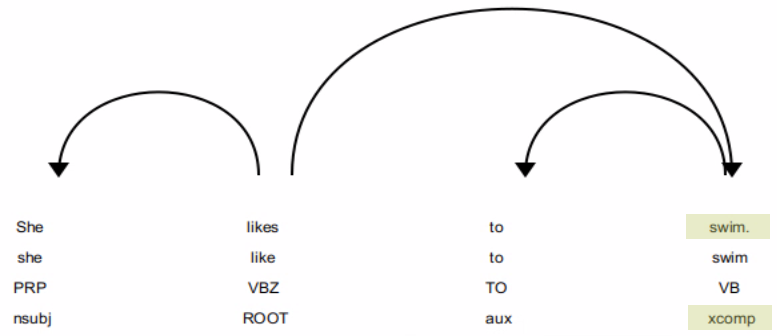 She likes to swim.
she like to swim
PRP VBZ TO VB
nsubj ROOT aux xcomp